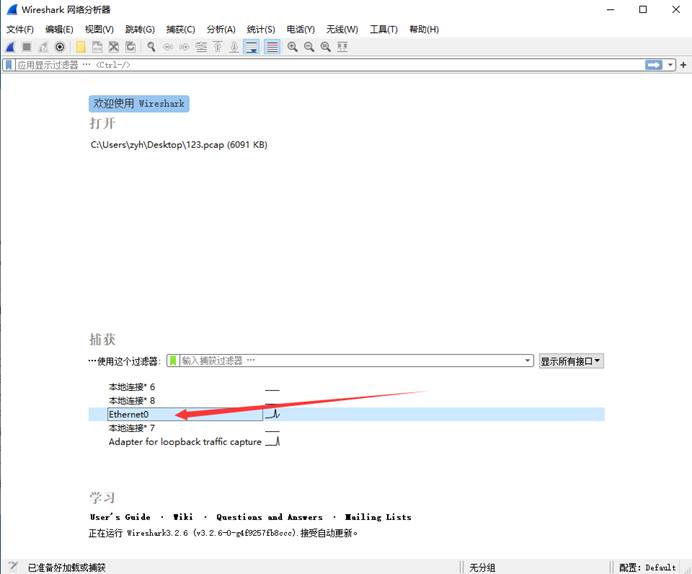 Wireshark 网络分析器
文件(F) 编辑(E) 视图(V) 跳转(G) 捕获(C) 分析(A) 统计(S) 电话(Y) 无线(W) 工具(T) 帮助(H)
应用显示过滤器 … <Ctrl-/>
欢迎使用 Wireshark
打开
C:\Users\zyh\Desktop\123.pcap (6091 KB)
捕获
…使用这个过滤器: 输入捕获过滤器 … 显示所有接口
本地连接* 6
本地连接* 8
Ethernet0
本地连接* 7
Adapter for loopback traffic capture
学习
User's Guide · Wiki · Questions and Answers · Mailing Lists
正在运行 Wireshark3.2.6 (v3.2.6-0-g4f9257fb8ccc).接受自动更新。
已准备好加载或捕获 无分组 配置: Default